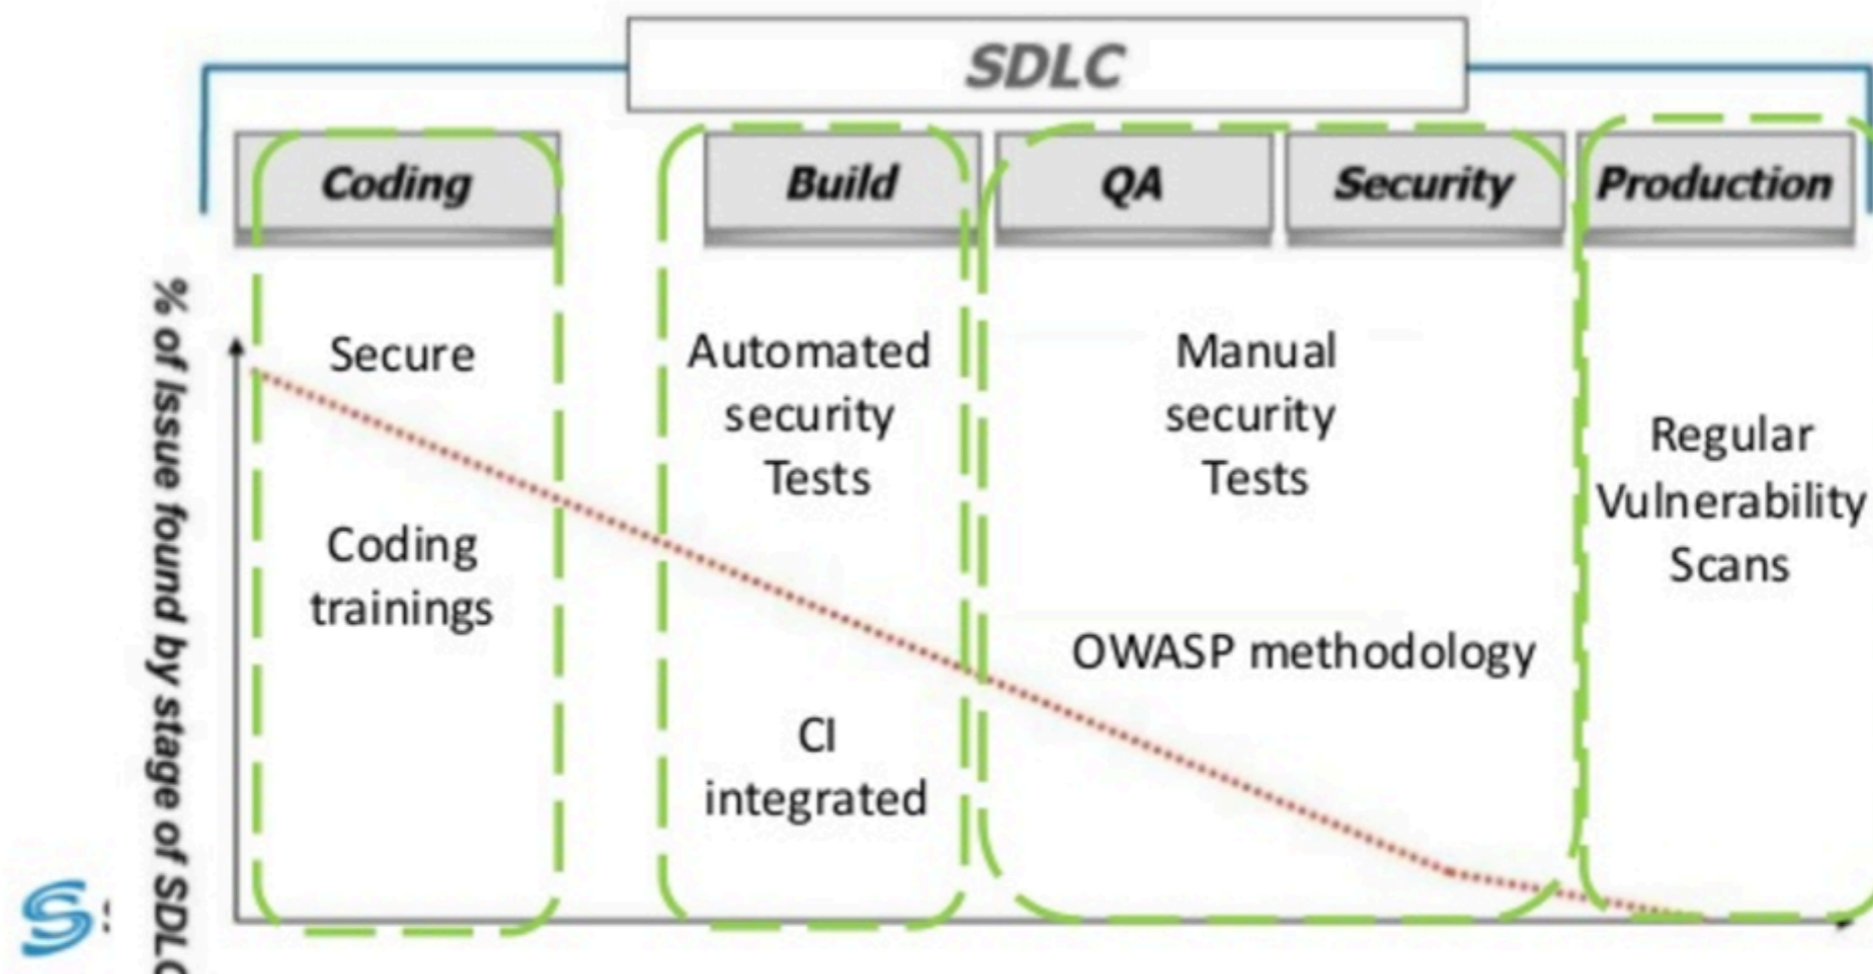 SDLC
Coding
Build
QA
Security
Production
% of Issue found by stage of SDLC
Secure
Coding
trainings
Automated
security
Tests
CI
integrated
Manual
security
Tests
OWASP methodology
Regular
Vulnerability
Scans